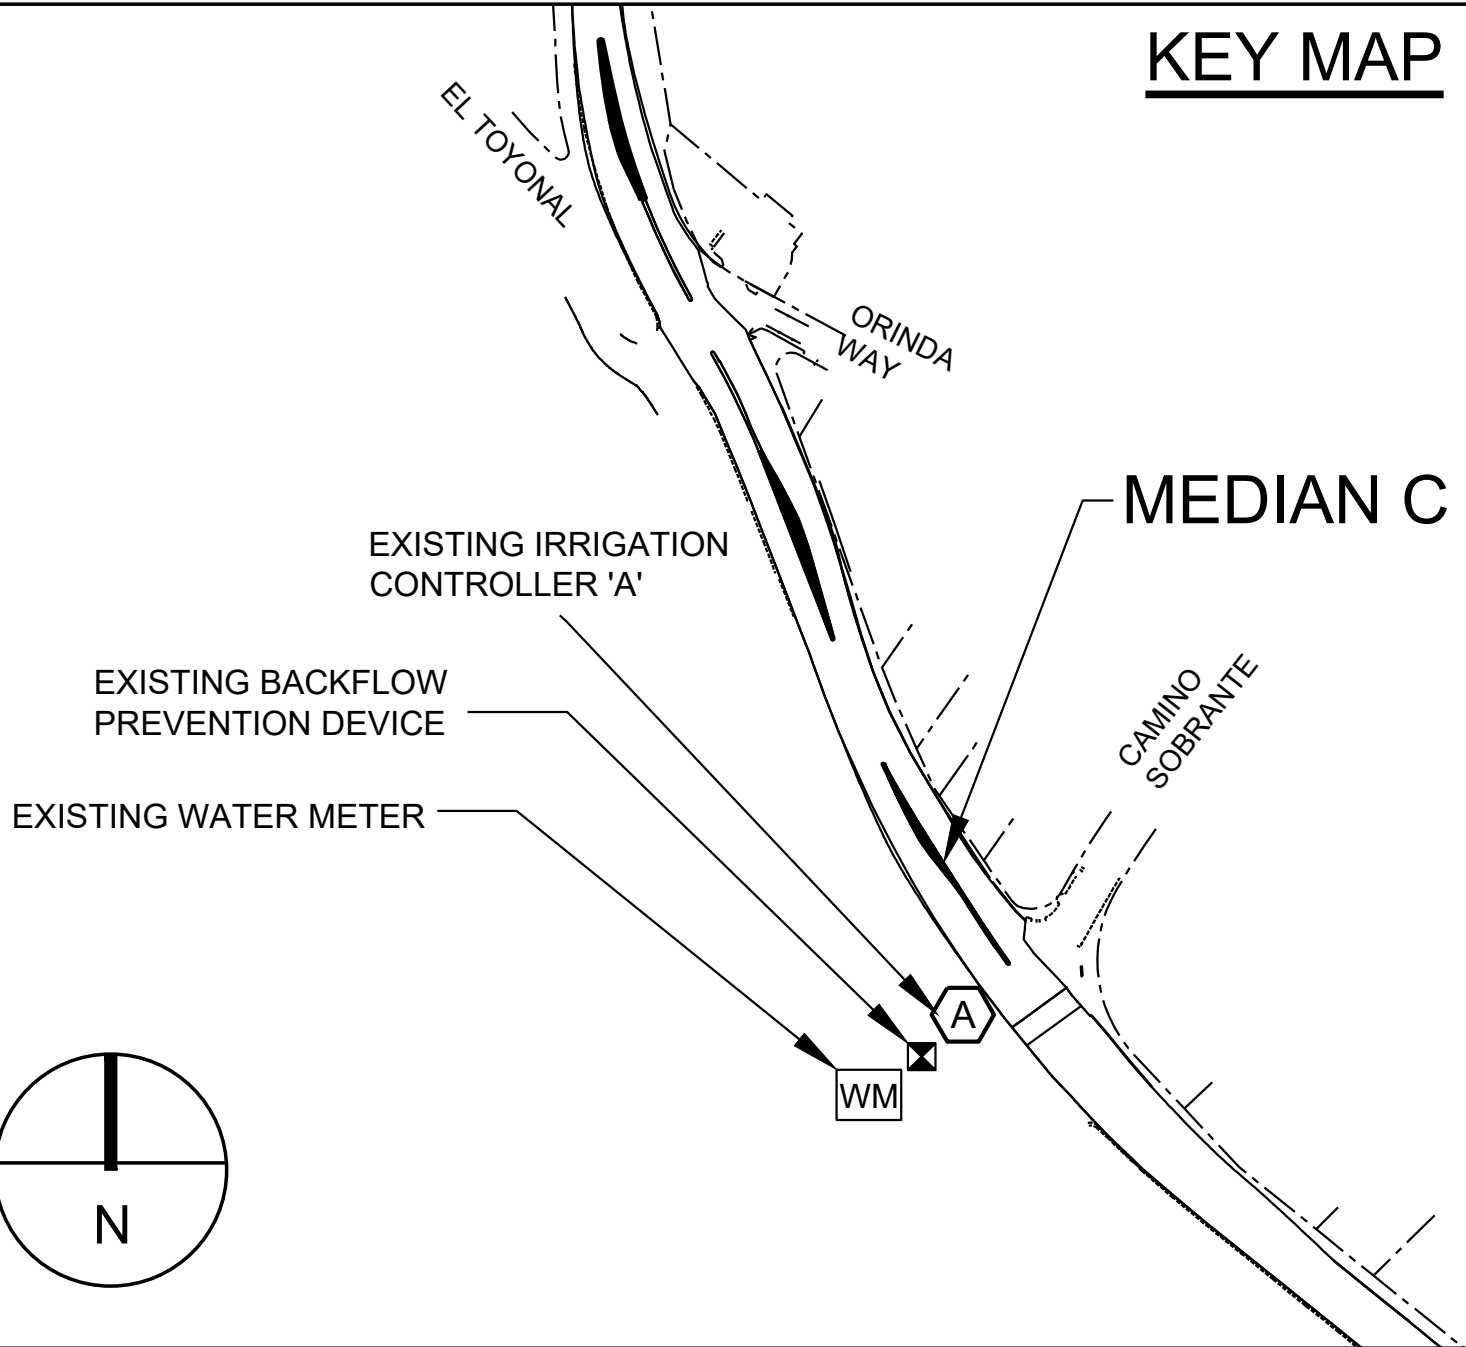 KEY MAP
EL TOYONAL
ORINDA
WAY
MEDIAN C
EXISTING IRRIGATION
CONTROLLER 'A'
EXISTING BACKFLOW
PREVENTION DEVICE
CAMINO
SOBRANTE
EXISTING WATER METER
A
WM
N